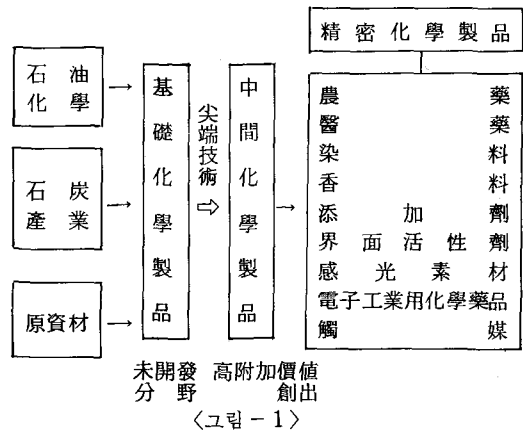 精密化學製品
石油
化學
石炭
產業
原資材
基礎化學製品
尖端技術
中間化學製品
農藥
醫藥
染料
香料
添加劑
界面活性劑
感光素材
電子工業用化學藥品
觸媒
未開發 高附加價値
分野 創出
〈그림-1〉